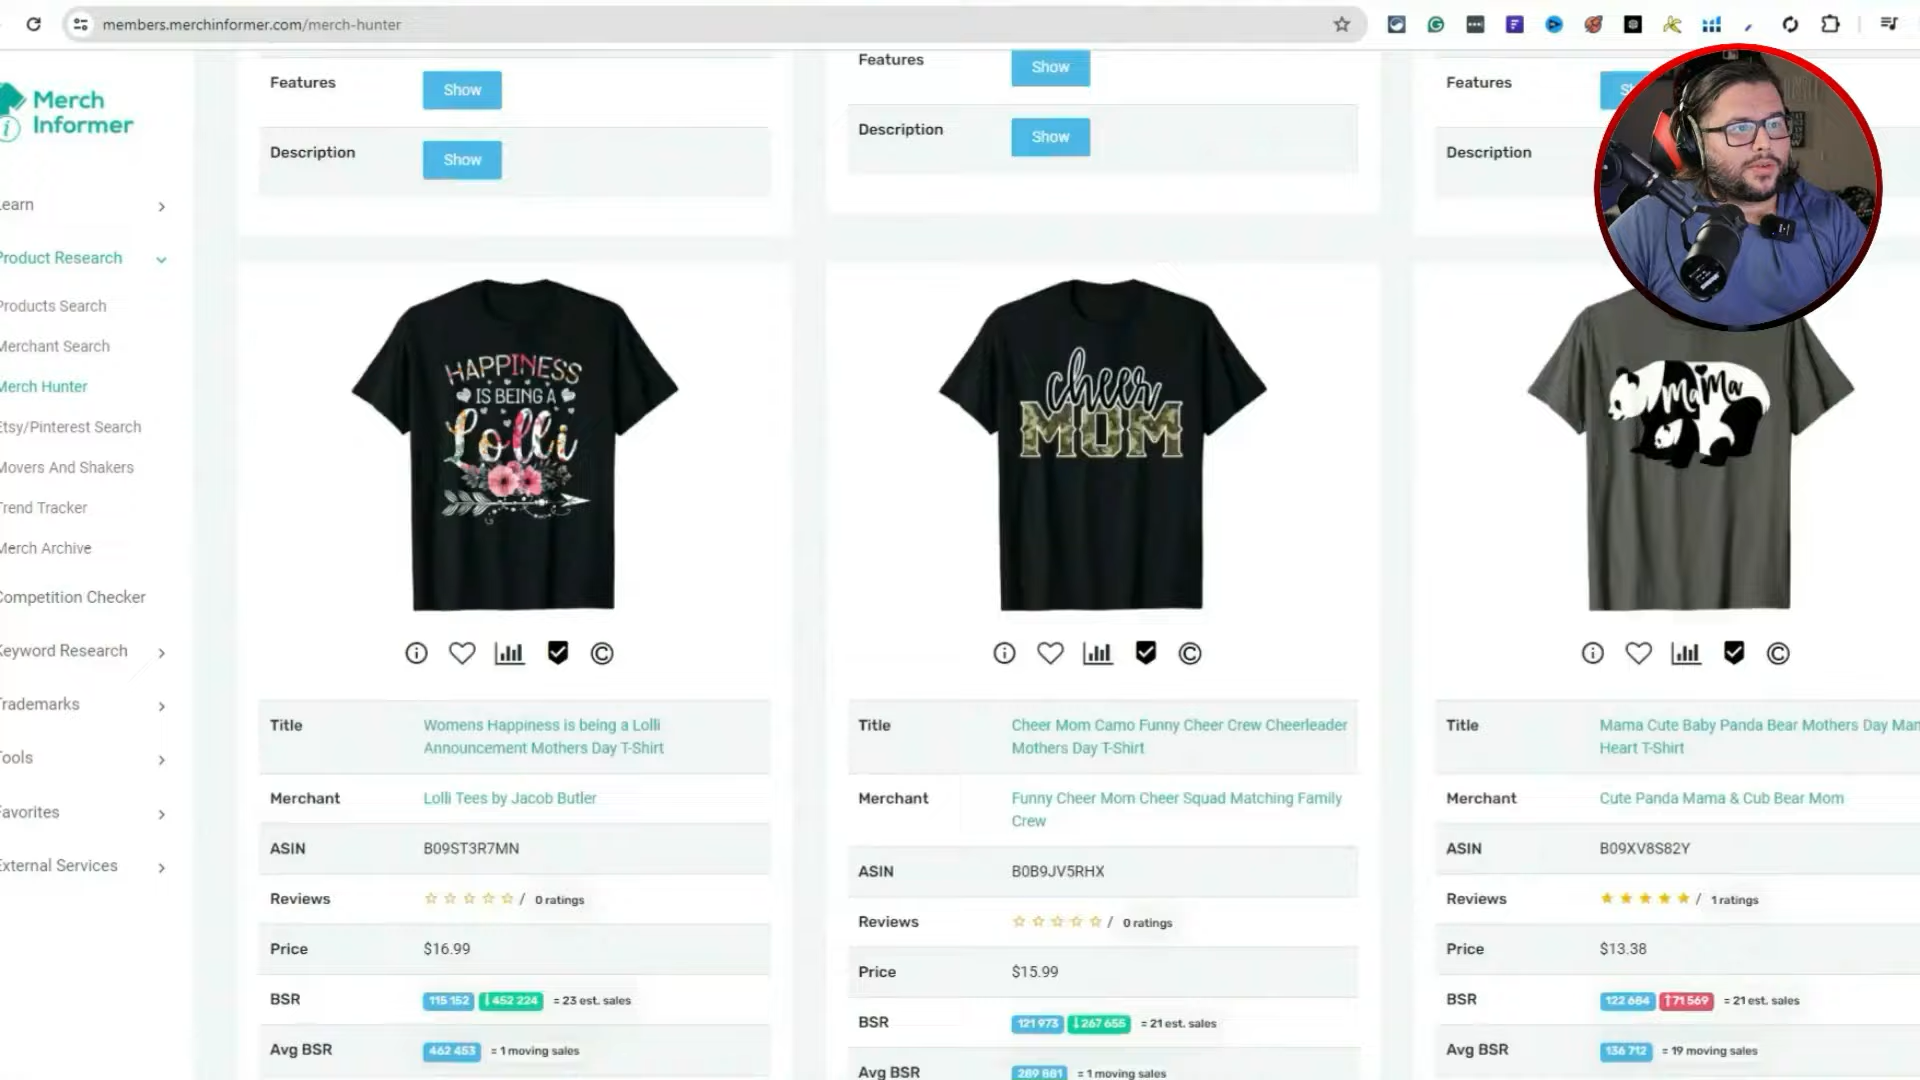 members.merchinformer.com/merch-hunter
Merch
Informer
earn
Product Research
Products Search
Merchant Search
Merch Hunter
Etsy/Pinterest Search
Movers And Shakers
Trend Tracker
Merch Archive
Competition Checker
Keyword Research
Trademarks
Tools
Favorites
External Services
Features
Show
Description
Show
HAPPINESS
IS BEING A
Lolli
Title
Womens Happiness is being a Lolli
Announcement Mothers Day T-Shirt
Merchant
Lolli Tees by Jacob Butler
ASIN
B09ST3R7MN
Reviews
/ 0 ratings
Price
$16.99
BSR
115 152 ↓452 224 = 23 est. sales
Avg BSR
462 453 = 1 moving sales
Features
Show
Description
Show
cheer
MOM
Title
Cheer Mom Camo Funny Cheer Crew Cheerleader
Mothers Day T-Shirt
Merchant
Funny Cheer Mom Cheer Squad Matching Family
Crew
ASIN
B0B9JV5RHX
Reviews
/ 0 ratings
Price
$15.99
BSR
121 973 ↓267 655 = 21 est. sales
Avg BSR
289 881 = 1 moving sales
Features
Description
MaMa
Title
Mama Cute Baby Panda Bear Mothers Day Mam
Heart T-Shirt
Merchant
Cute Panda Mama & Cub Bear Mom
ASIN
B09XV8S82Y
Reviews
/ 1 ratings
Price
$13.38
BSR
122 684 ↑71 569 = 21 est. sales
Avg BSR
136 712 = 19 moving sales